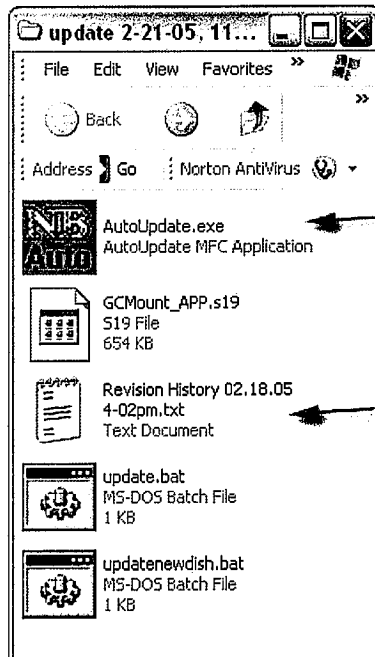 update 2-21-05, 11...
File Edit View Favorites »
Back »
Address Go Norton AntiVirus
NB
Auto
AutoUpdate.exe
AutoUpdate MFC Application
GCMount_APP.s19
S19 File
654 KB
Revision History 02.18.05
4-02pm.txt
Text Document
update.bat
MS-DOS Batch File
1 KB
updatenewdish.bat
MS-DOS Batch File
1 KB